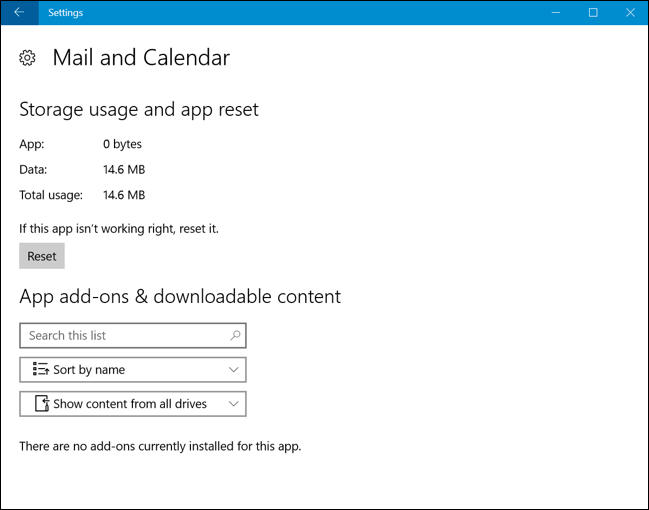 Settings
Mail and Calendar
Storage usage and app reset
App: 0 bytes
Data: 14.6 MB
Total usage: 14.6 MB
If this app isn’t working right, reset it.
Reset
App add-ons & downloadable content
Search this list
Sort by name
Show content from all drives
There are no add-ons currently installed for this app.